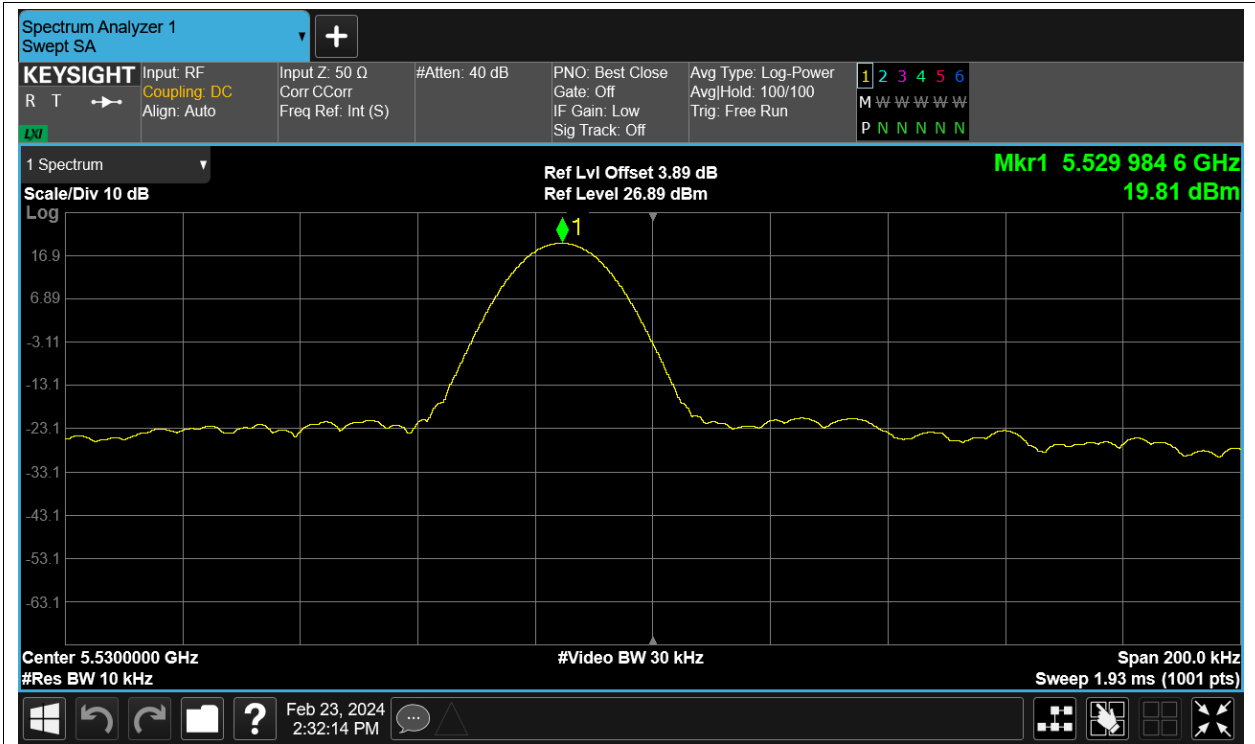 Spectrum Analyzer 1
Swept SA
KEYSIGHT
R T
LXI
Input: RF
Coupling: DC
Align: Auto
Input Z: 50 Ω
Corr CCorr
Freq Ref: Int (S)
#Atten: 40 dB
PNO: Best Close
Gate: Off
IF Gain: Low
Sig Track: Off
Avg Type: Log-Power
Avg|Hold: 100/100
Trig: Free Run
1 2 3 4 5 6
M W W W W W
P N N N N N
1 Spectrum
Scale/Div 10 dB
Log
Ref Lvl Offset 3.89 dB
Ref Level 26.89 dBm
Mkr1 5.529 984 6 GHz
19.81 dBm
1
16.9
6.89
-3.11
-13.1
-23.1
-33.1
-43.1
-53.1
-63.1
Center 5.5300000 GHz
#Res BW 10 kHz
#Video BW 30 kHz
Span 200.0 kHz
Sweep 1.93 ms (1001 pts)
?
Feb 23, 2024
2:32:14 PM